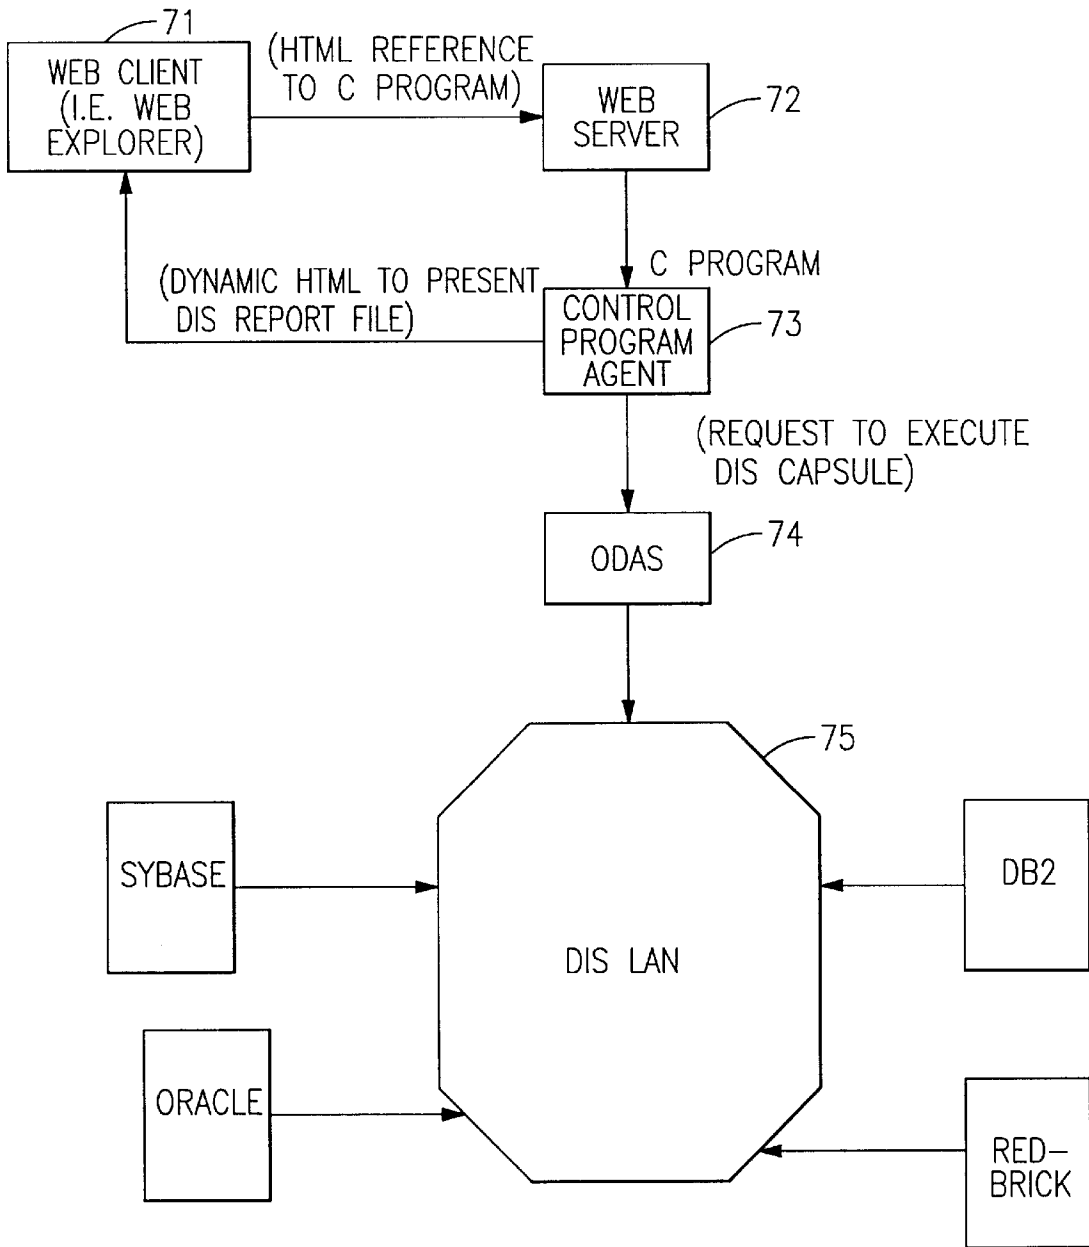 71
WEB CLIENT
(I.E. WEB
EXPLORER)
(HTML REFERENCE
TO C PROGRAM)
WEB
SERVER
72
C PROGRAM
(DYNAMIC HTML TO PRESENT
DIS REPORT FILE)
CONTROL
PROGRAM
AGENT
73
(REQUEST TO EXECUTE
DIS CAPSULE)
ODAS
74
75
SYBASE
DB2
DIS LAN
ORACLE
RED-
BRICK